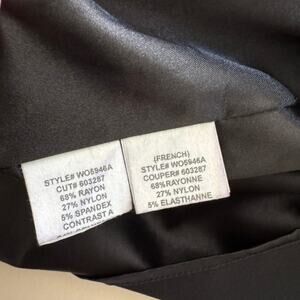 STYLE# WO5946A
CUT# 603287
68% RAYON
27% NYLON
5% SPANDEX
CONTRAST A
(FRENCH)
STYLE# WO5946A
COUPER# 603287
68%RAYONNE
27% NYLON
5% ELASTHANNE